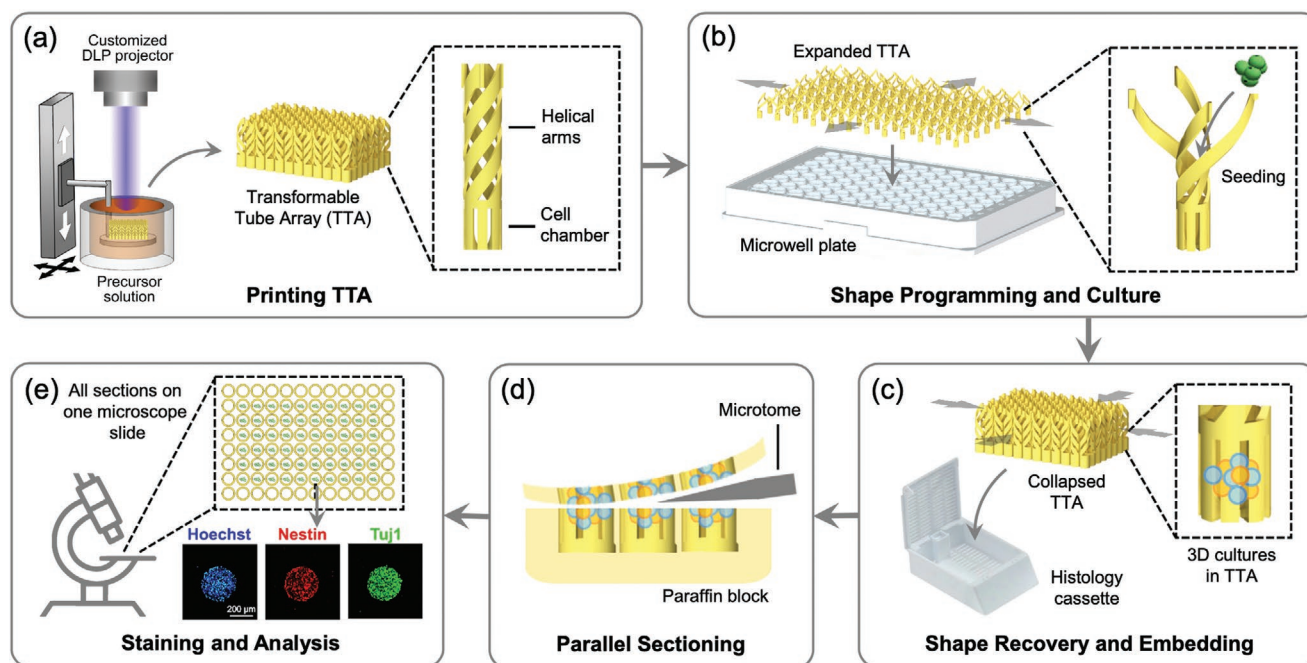 (a)
Customized
DLP projector
Transformable
Tube Array (TTA)
Helical
arms
Cell
chamber
Precursor
solution
Printing TTA
(b)
Expanded TTA
Seeding
Microwell plate
Shape Programming and Culture
(c)
Collapsed
TTA
3D cultures
in TTA
Histology
cassette
Shape Recovery and Embedding
(d)
Microtome
Paraffin block
Parallel Sectioning
(e)
All sections on
one microscope
slide
Hoechst
Nestin
Tuj1
200 μm
Staining and Analysis